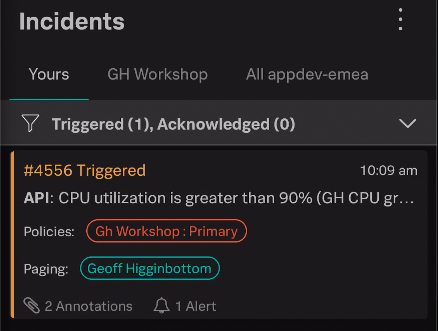 Incidents
Yours GH Workshop All appdev-emea
Triggered (1), Acknowledged (0)
#4556 Triggered 10:09 am
API: CPU utilization is greater than 90% (GH CPU gr...
Policies: Gh Workshop : Primary
Paging: Geoff Higginbottom
2 Annotations 1 Alert